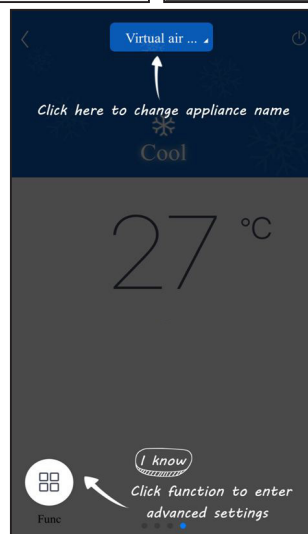 Virtual air ...
Click here to change appliance name
Cool
27 °C
I know
Click function to enter
advanced settings
Func